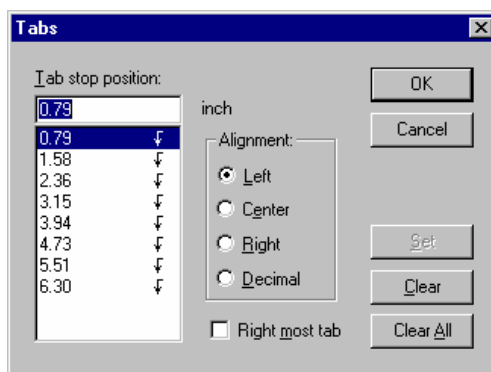 Tabs
Tab stop position:
0.79
inch
0.79
1.58
2.36
3.15
3.94
4.73
5.51
6.30
Alignment:
Left
Center
Right
Decimal
Right most tab
OK
Cancel
Set
Clear
Clear All